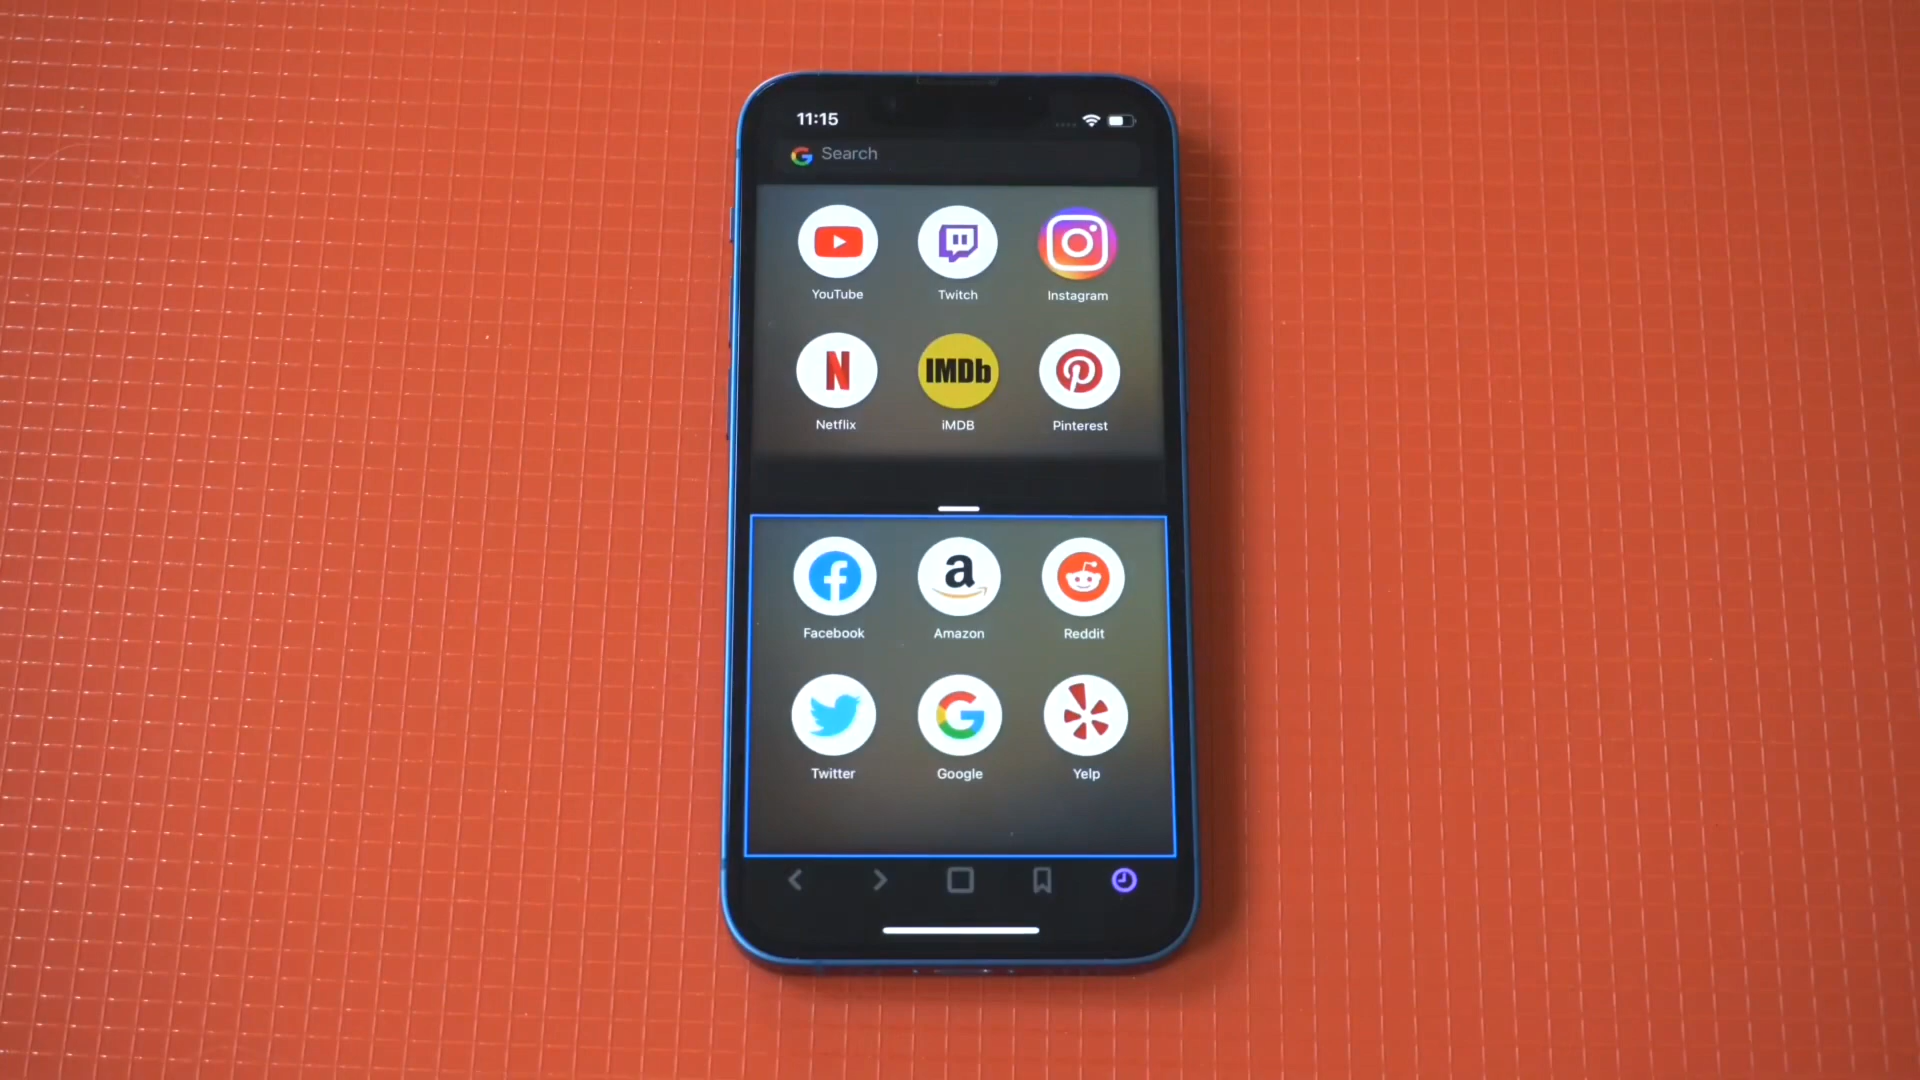 11:15
Search
YouTube Twitch Instagram
IMDb
Netflix iMDB Pinterest
Facebook Amazon Reddit
Twitter Google Yelp